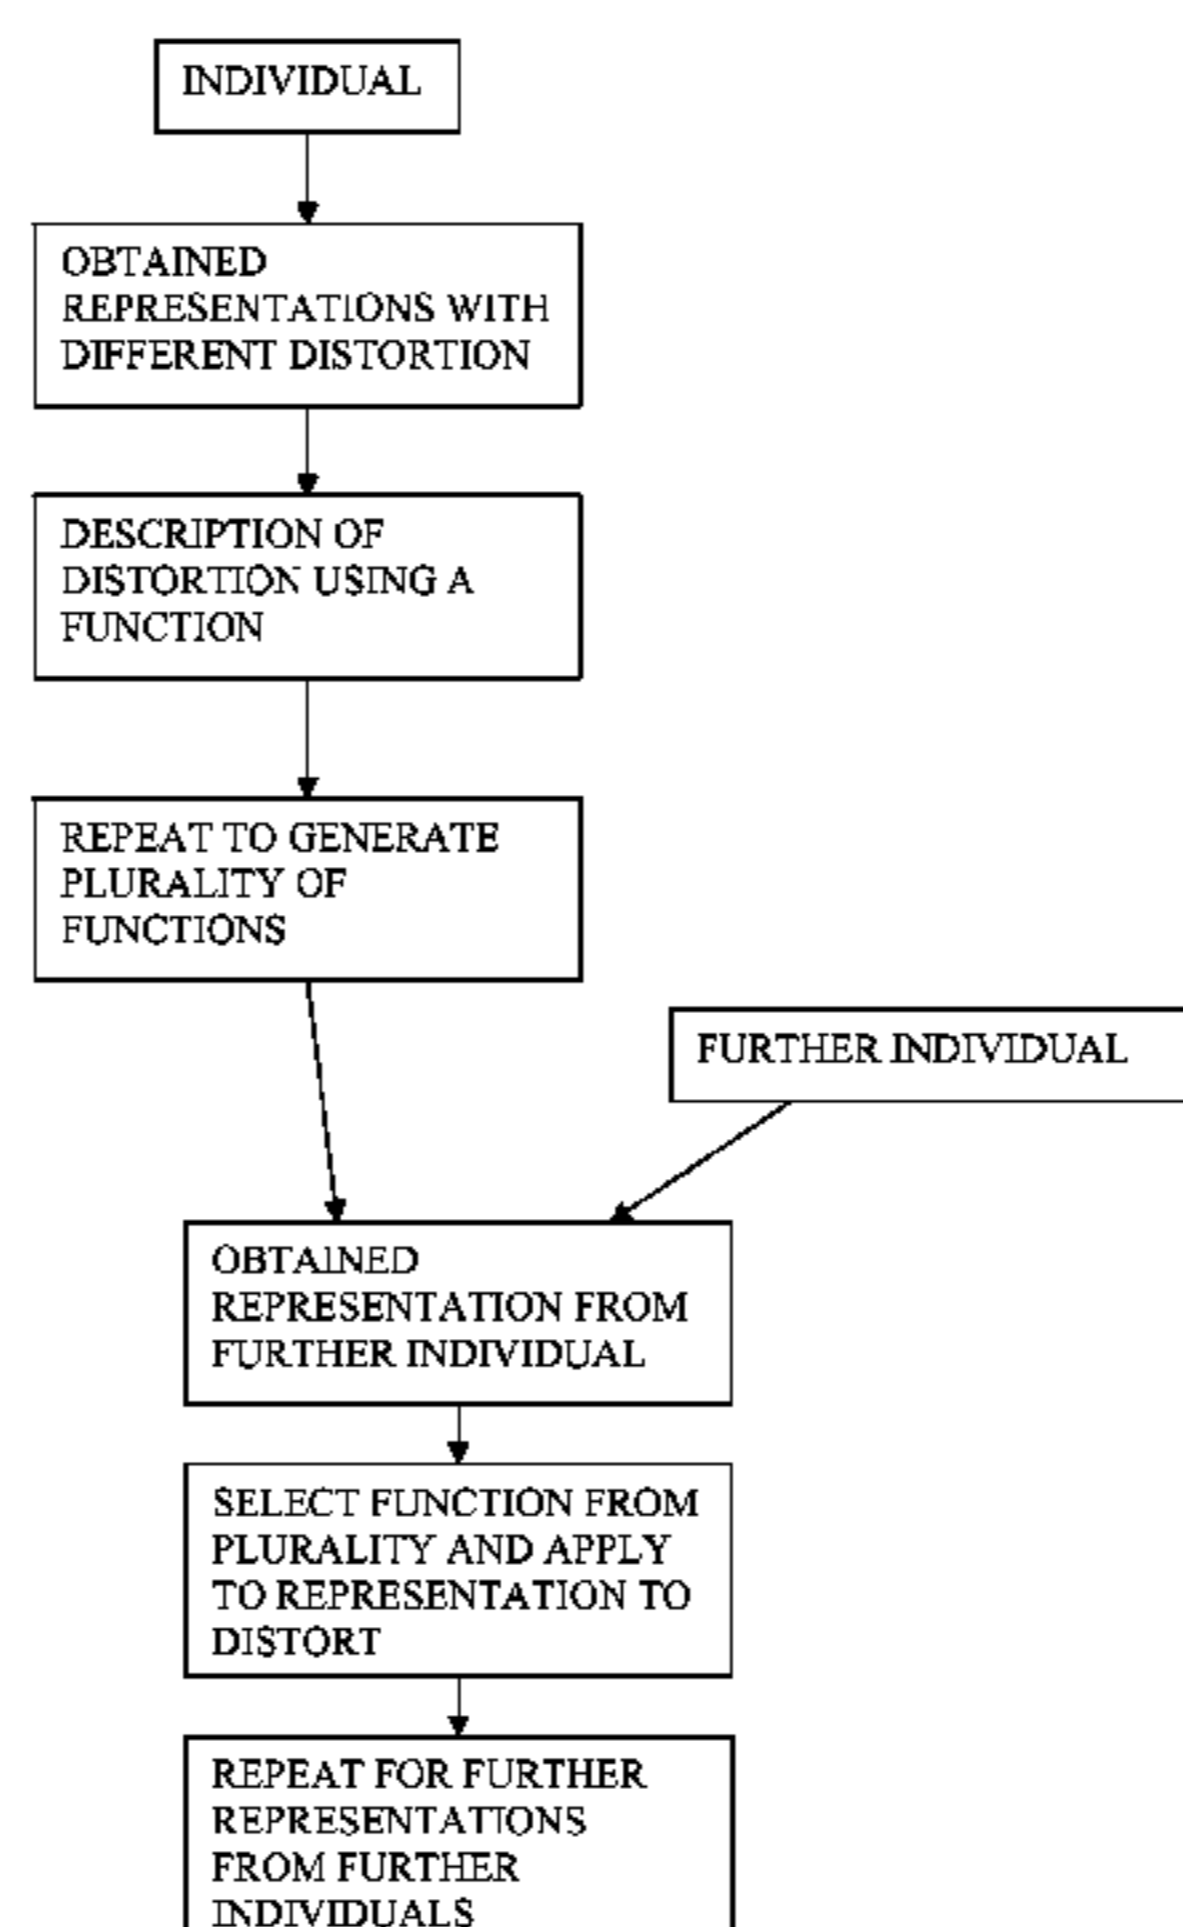 INDIVIDUAL
OBTAINED
REPRESENTATIONS WITH
DIFFERENT DISTORTION
DESCRIPTION OF
DISTORTION USING A
FUNCTION
REPEAT TO GENERATE
PLURALITY OF
FUNCTIONS
FURTHER INDIVIDUAL
OBTAINED
REPRESENTATION FROM
FURTHER INDIVIDUAL
SELECT FUNCTION FROM
PLURALITY AND APPLY
TO REPRESENTATION TO
DISTORT
REPEAT FOR FURTHER
REPRESENTATIONS
FROM FURTHER
INDIVIDUALS